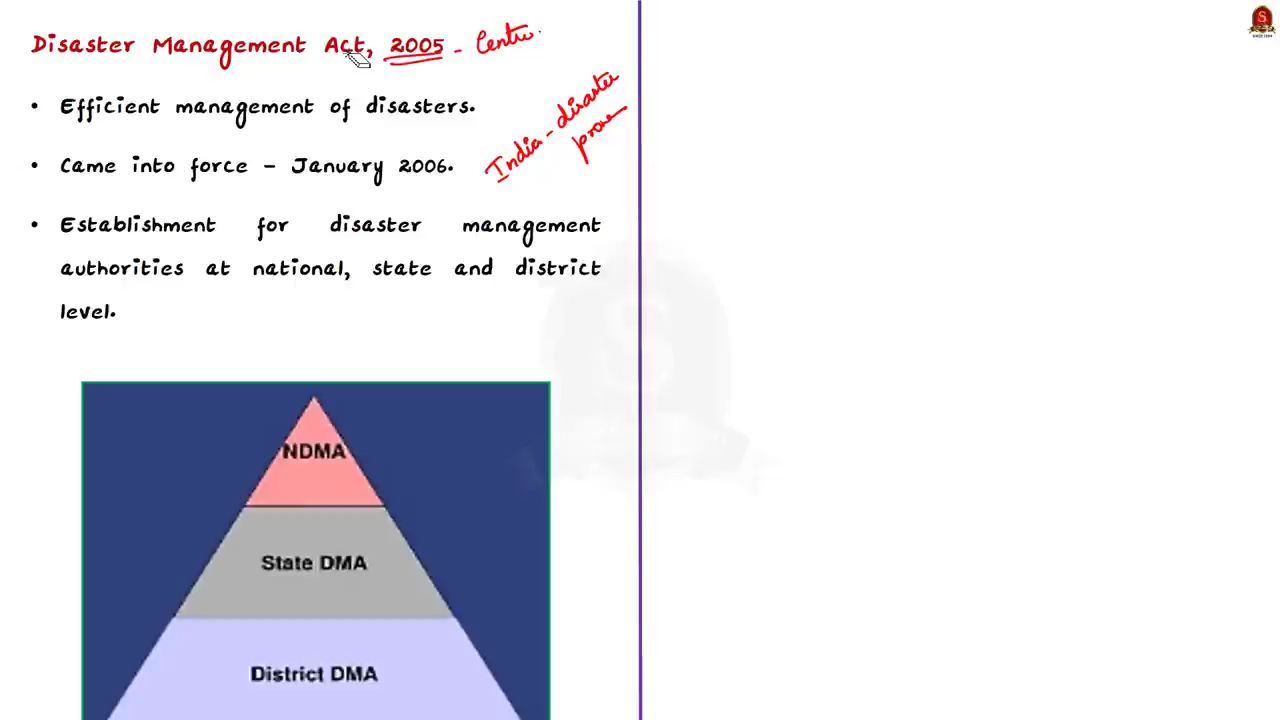 Disaster Management Act, 2005 - Centre
• Efficient management of disasters.
India - disaster
prone
• Came into force - January 2006.
• Establishment for disaster management
authorities at national, state and district
level.
NDMA
State DMA
District DMA